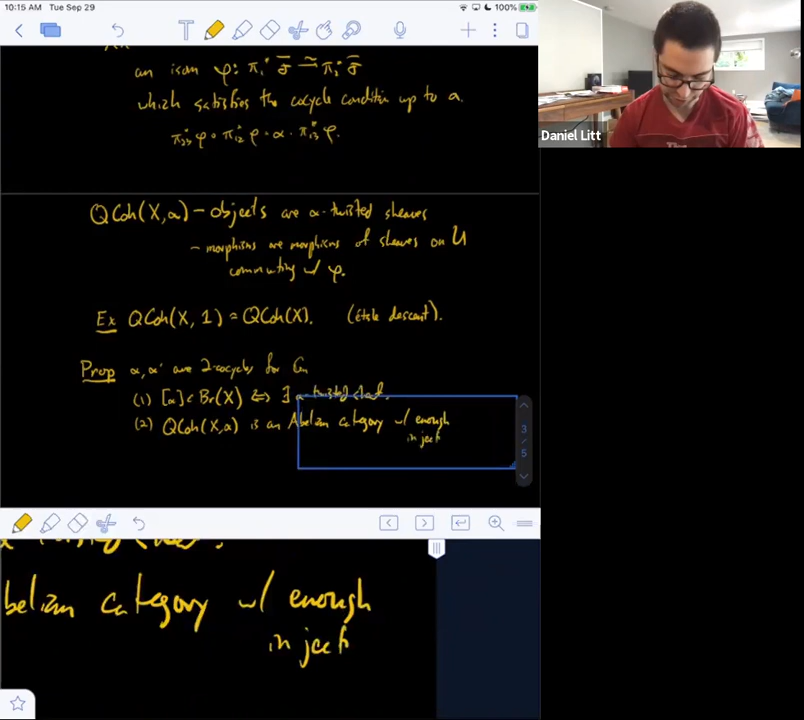 10:15 AM Tue Sep 29
100%
an isom φ: π₁* F̄ ≅ π₂* F̄
which satisfies the cocycle condition up to α.
π₂₃*φ ∘ π₁₂*φ = α · π₁₃*φ.
QCoh(X,α) – objects are α-twisted sheaves
– morphisms are morphisms of sheaves on U
commuting w/ φ.
Ex QCoh(X, 1) = QCoh(X). (étale descent).
Prop α, α' are 2-cocycles for Gm
(1) [α] ∈ Br(X) ⟺ ∃ α-twisted
(2) QCoh(X,α) is an Abelian category w/ enough
inject
3
5
belian category w/ enough
inject
Daniel Litt